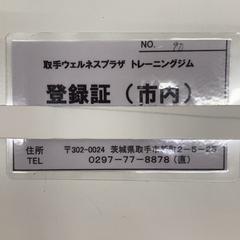 NO. 97
取手ウェルネスプラザ トレーニングジム
登録証（市内）
住所 〒302-0024 茨城県取手市新町2-5-25
TEL 0297-77-8878(直)